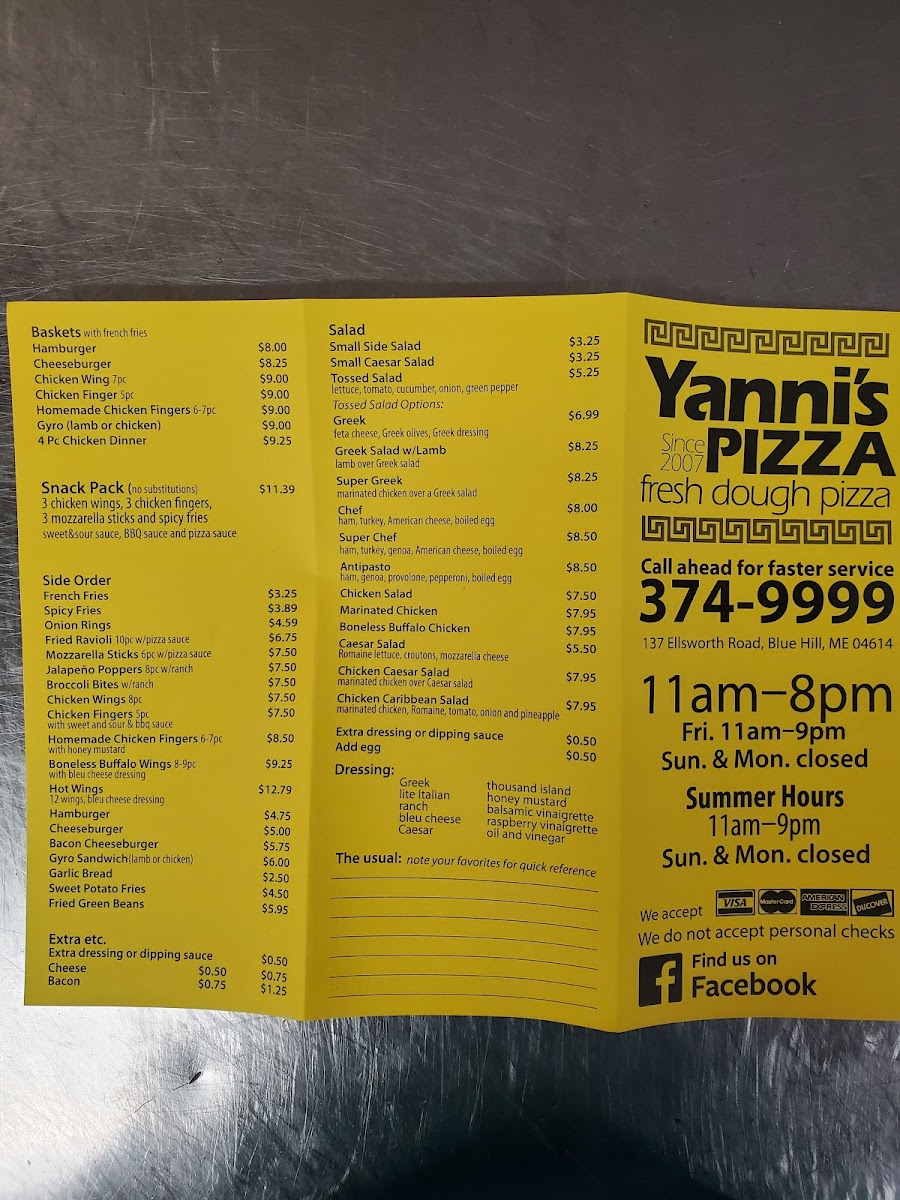 Baskets with french fries
Hamburger $8.00
Cheeseburger $8.25
Chicken Wing 7pc $9.00
Chicken Finger 5pc $9.00
Homemade Chicken Fingers 6-7pc $9.00
Gyro (lamb or chicken) $9.00
4 Pc Chicken Dinner $9.25
Snack Pack (no substitutions) $11.39
3 chicken wings, 3 chicken fingers,
3 mozzarella sticks and spicy fries
sweet&sour sauce, BBQ sauce and pizza sauce
Side Order
French Fries $3.25
Spicy Fries $3.89
Onion Rings $4.59
Fried Ravioli 10pc w/pizza sauce $6.75
Mozzarella Sticks 6pc w/pizza sauce $7.50
Jalapeño Poppers 8pc w/ranch $7.50
Broccoli Bites w/ranch $7.50
Chicken Wings 8pc $7.50
Chicken Fingers 5pc $7.50
with sweet and sour & bbq sauce
Homemade Chicken Fingers 6-7pc $8.50
with honey mustard
Boneless Buffalo Wings 8-9pc $9.25
with bleu cheese dressing
Hot Wings $12.79
12 wings, bleu cheese dressing
Hamburger $4.75
Cheeseburger $5.00
Bacon Cheeseburger $5.75
Gyro Sandwich(lamb or chicken) $6.00
Garlic Bread $2.50
Sweet Potato Fries $4.50
Fried Green Beans $5.95
Extra etc.
Extra dressing or dipping sauce $0.50
Cheese $0.50 $0.75
Bacon $0.75 $1.25
Salad
Small Side Salad $3.25
Small Caesar Salad $3.25
Tossed Salad $5.25
lettuce, tomato, cucumber, onion, green pepper
Tossed Salad Options:
Greek $6.99
feta cheese, Greek olives, Greek dressing
Greek Salad w/Lamb $8.25
lamb over Greek salad
Super Greek $8.25
marinated chicken over a Greek salad
Chef $8.00
ham, turkey, American cheese, boiled egg
Super Chef $8.50
ham, turkey, genoa, American cheese, boiled egg
Antipasto $8.50
ham, genoa, provolone, pepperoni, boiled egg
Chicken Salad $7.50
Marinated Chicken $7.95
Boneless Buffalo Chicken $7.95
Caesar Salad $5.50
Romaine lettuce, croutons, mozzarella cheese
Chicken Caesar Salad $7.95
marinated chicken over Caesar salad
Chicken Caribbean Salad $7.95
marinated chicken, Romaine, tomato, onion and pineapple
Extra dressing or dipping sauce $0.50
Add egg $0.50
Dressing:
Greek
lite Italian
ranch
bleu cheese
Caesar
thousand island
honey mustard
balsamic vinaigrette
raspberry vinaigrette
oil and vinegar
The usual: note your favorites for quick reference
Yanni's
Since 2007 PIZZA
fresh dough pizza
Call ahead for faster service
374-9999
137 Ellsworth Road, Blue Hill, ME 04614
11am–8pm
Fri. 11am–9pm
Sun. & Mon. closed
Summer Hours
11am–9pm
Sun. & Mon. closed
We accept VISA MasterCard AMERICAN EXPRESS DISCOVER
We do not accept personal checks
f Find us on
Facebook